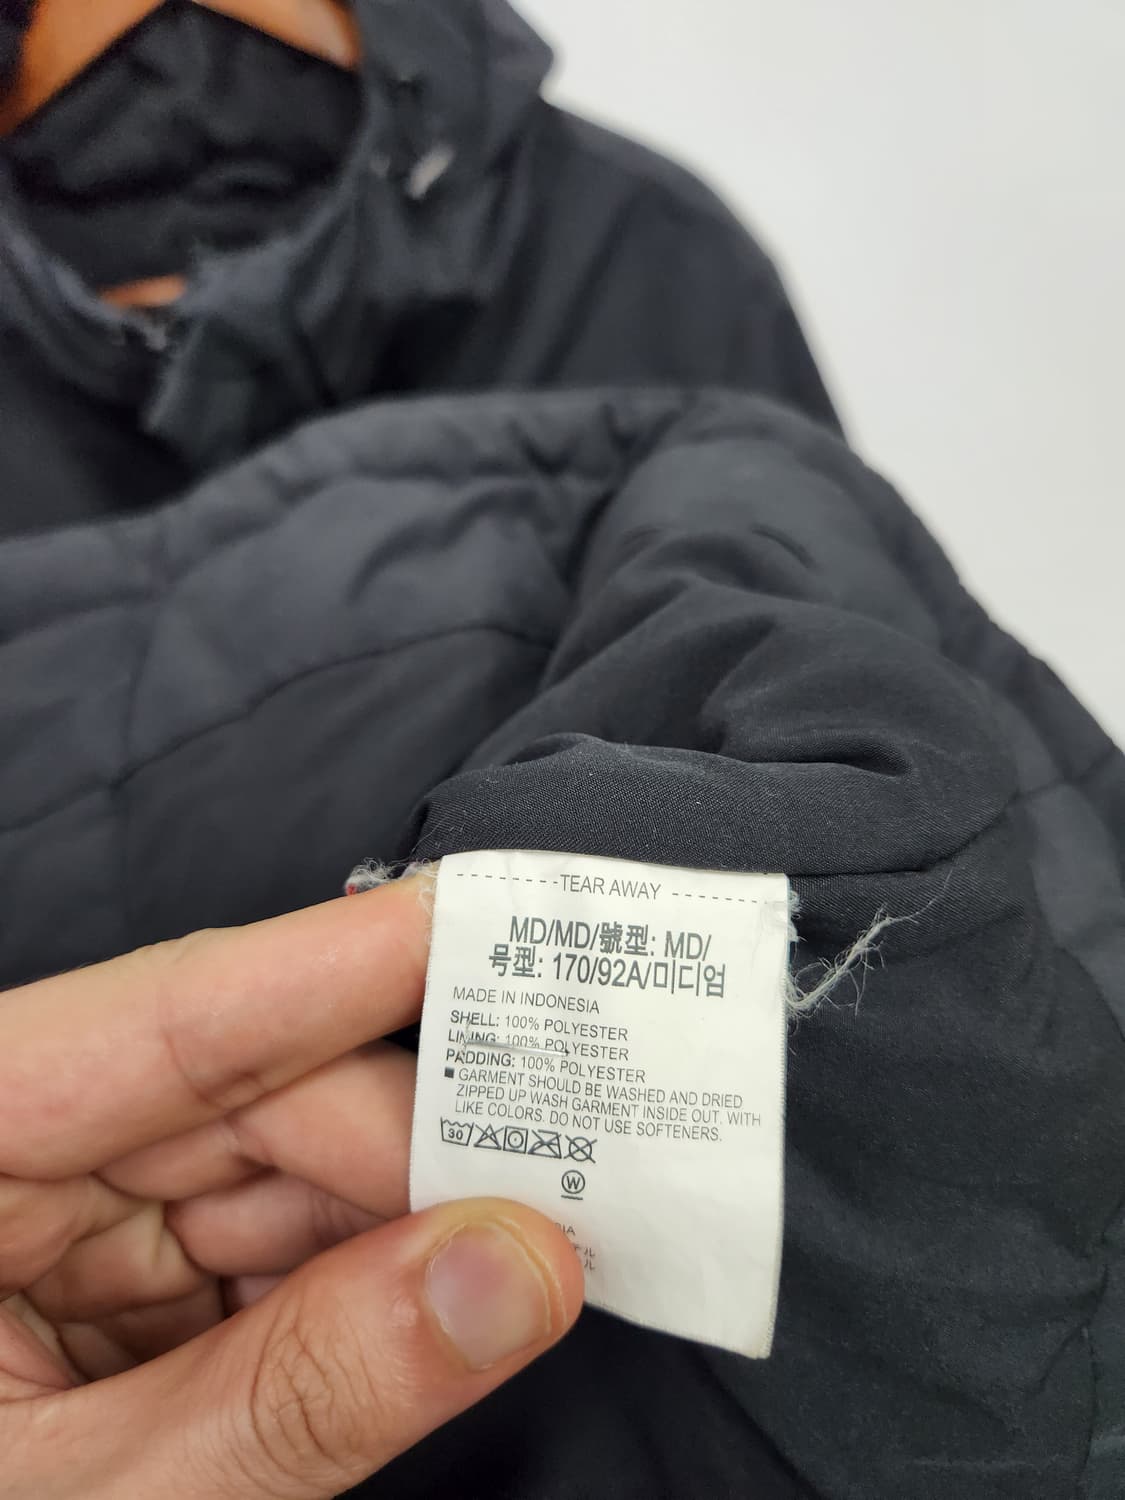 - - - - - - - -TEAR AWAY - - - - - - - -
MD/MD/號型: MD/
号型: 170/92A/미디엄
MADE IN INDONESIA
SHELL: 100% POLYESTER
LINING: 100% POLYESTER
PADDING: 100% POLYESTER
■ GARMENT SHOULD BE WASHED AND DRIED
ZIPPED UP WASH GARMENT INSIDE OUT. WITH
LIKE COLORS. DO NOT USE SOFTENERS.
30
W